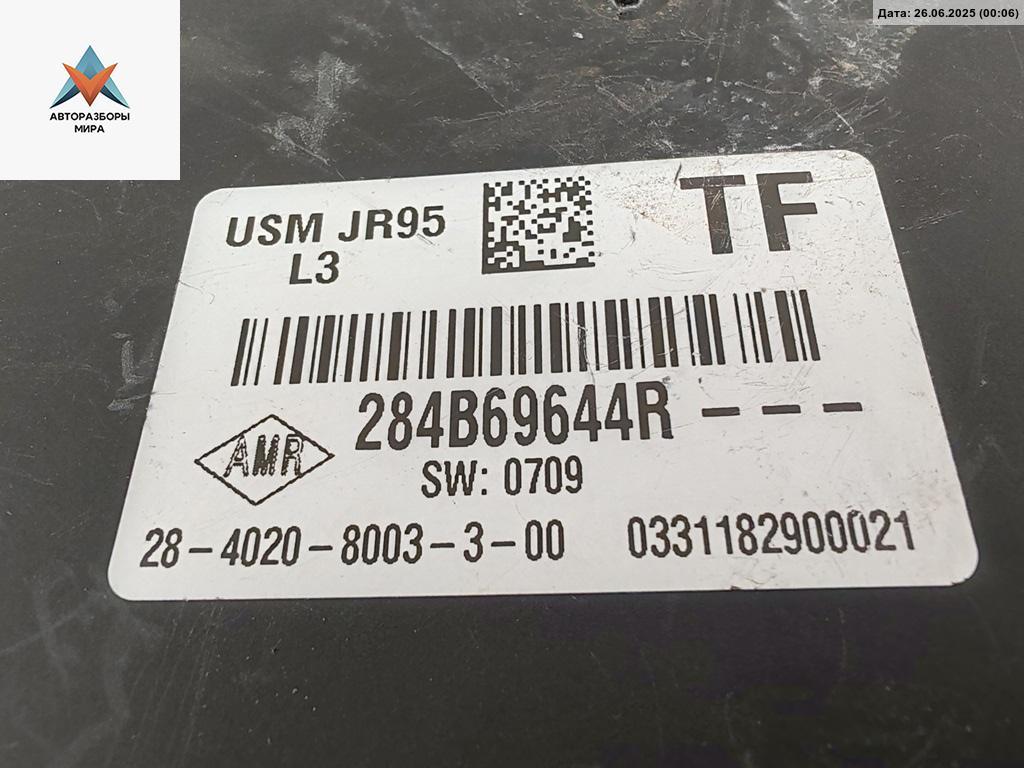 Дата: 26.06.2025 (00:06)
АВТОРАЗБОРЫ
МИРА
USM JR95
L3
TF
284B69644R – – –
AMR
SW: 0709
28 – 4020 – 8003 – 3 – 00 0331182900021